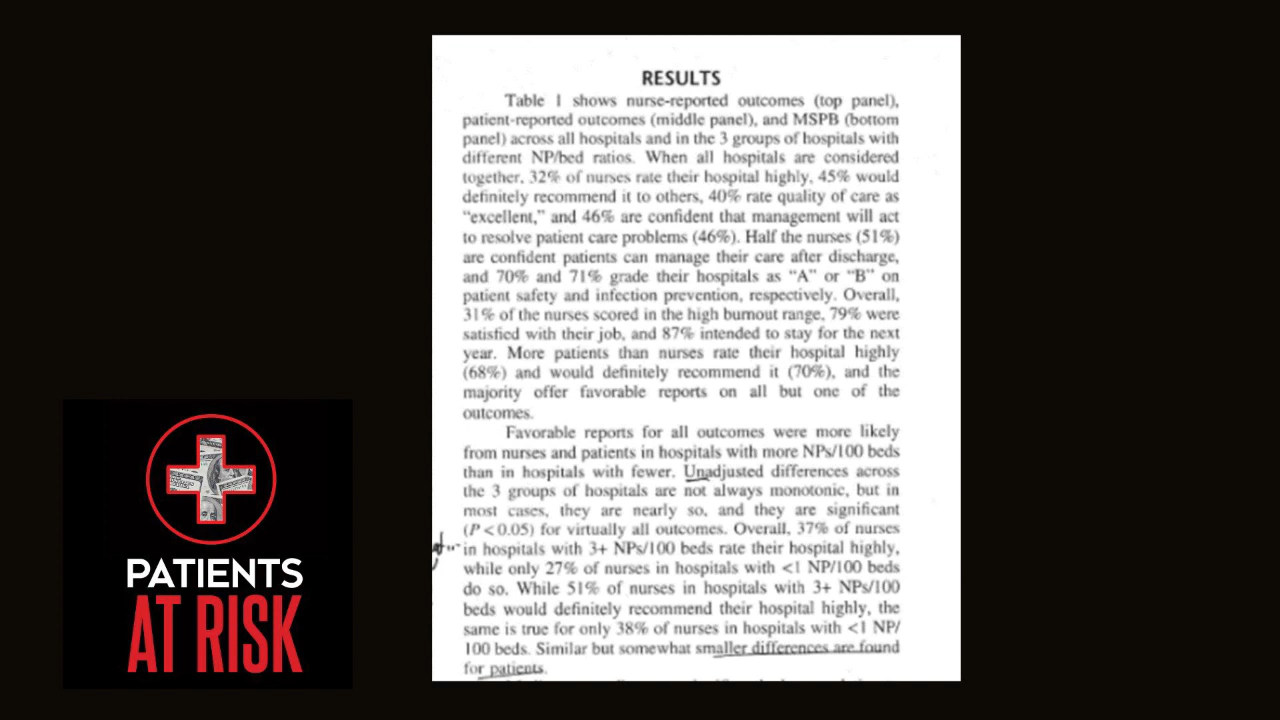 RESULTS
Table 1 shows nurse-reported outcomes (top panel),
patient-reported outcomes (middle panel), and MSPB (bottom
panel) across all hospitals and in the 3 groups of hospitals with
different NP/bed ratios. When all hospitals are considered
together, 32% of nurses rate their hospital highly, 45% would
definitely recommend it to others, 40% rate quality of care as
“excellent,” and 46% are confident that management will act
to resolve patient care problems (46%). Half the nurses (51%)
are confident patients can manage their care after discharge,
and 70% and 71% grade their hospitals as “A” or “B” on
patient safety and infection prevention, respectively. Overall,
31% of the nurses scored in the high burnout range, 79% were
satisfied with their job, and 87% intended to stay for the next
year. More patients than nurses rate their hospital highly
(68%) and would definitely recommend it (70%), and the
majority offer favorable reports on all but one of the
outcomes.
Favorable reports for all outcomes were more likely
from nurses and patients in hospitals with more NPs/100 beds
than in hospitals with fewer. Unadjusted differences across
the 3 groups of hospitals are not always monotonic, but in
most cases, they are nearly so, and they are significant
(P < 0.05) for virtually all outcomes. Overall, 37% of nurses
in hospitals with 3+ NPs/100 beds rate their hospital highly,
while only 27% of nurses in hospitals with <1 NP/100 beds
do so. While 51% of nurses in hospitals with 3+ NPs/100
beds would definitely recommend their hospital highly, the
same is true for only 38% of nurses in hospitals with <1 NP/
100 beds. Similar but somewhat smaller differences are found
for patients.
PATIENTS
AT RISK